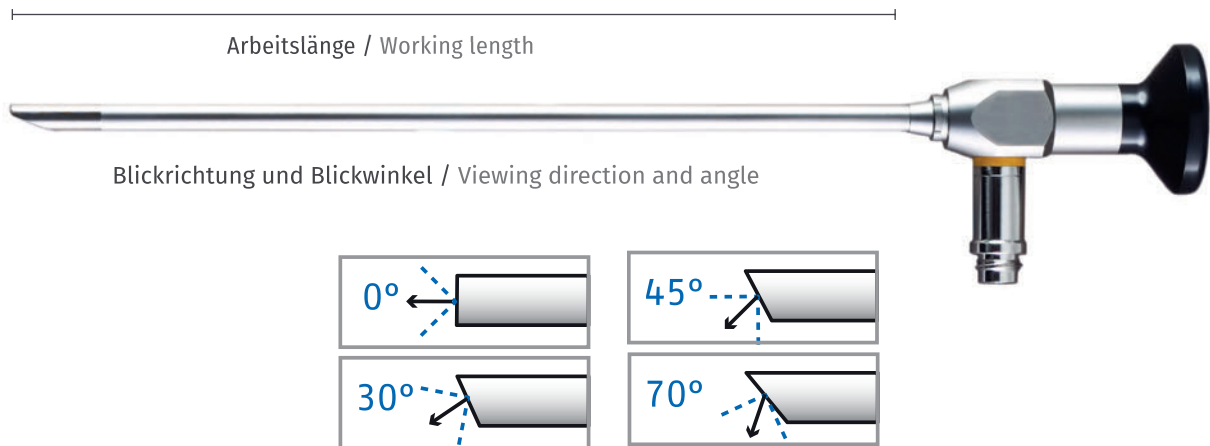 Arbeitslänge / Working length
Blickrichtung und Blickwinkel / Viewing direction and angle
0°
45°
30°
70°